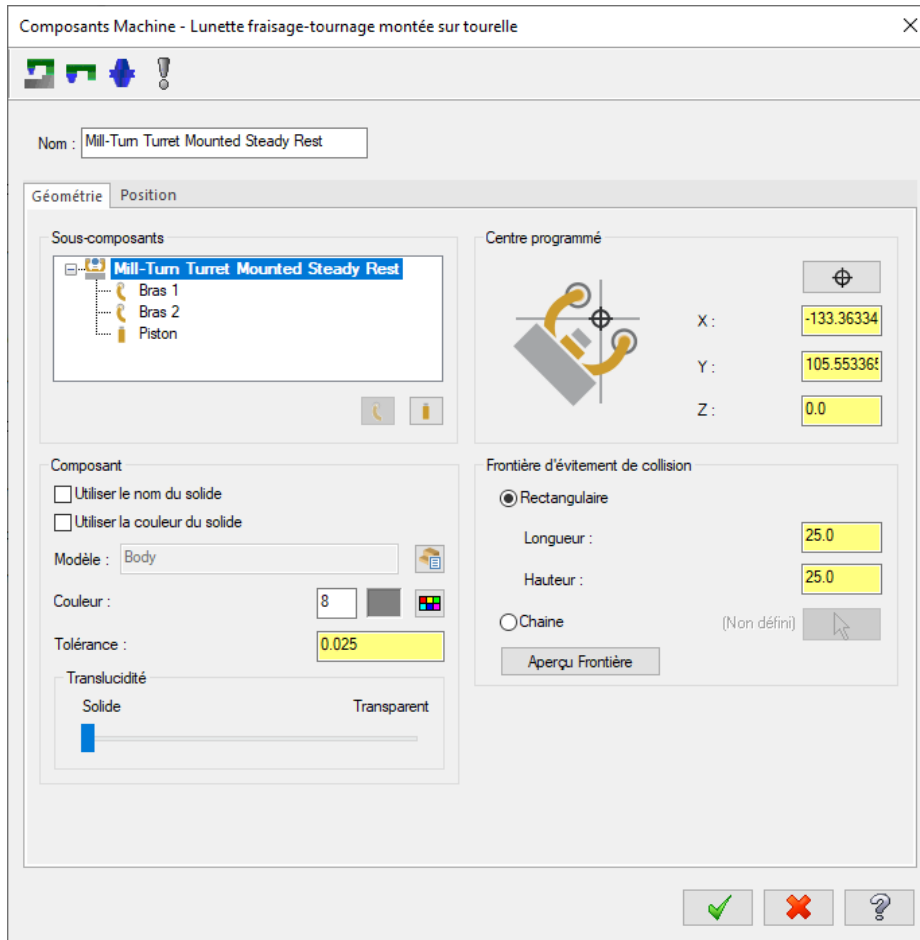 Composants Machine - Lunette fraisage-tournage montée sur tourelle
Nom : Mill-Turn Turret Mounted Steady Rest
Géométrie Position
Sous-composants
Mill-Turn Turret Mounted Steady Rest
Bras 1
Bras 2
Piston
Centre programmé
X : -133.36334
Y : 105.553365
Z : 0.0
Composant
Utiliser le nom du solide
Utiliser la couleur du solide
Modèle : Body
Couleur : 8
Tolérance : 0.025
Translucidité
Solide Transparent
Frontière d'évitement de collision
Rectangulaire
Longueur : 25.0
Hauteur : 25.0
Chaine (Non défini)
Aperçu Frontière